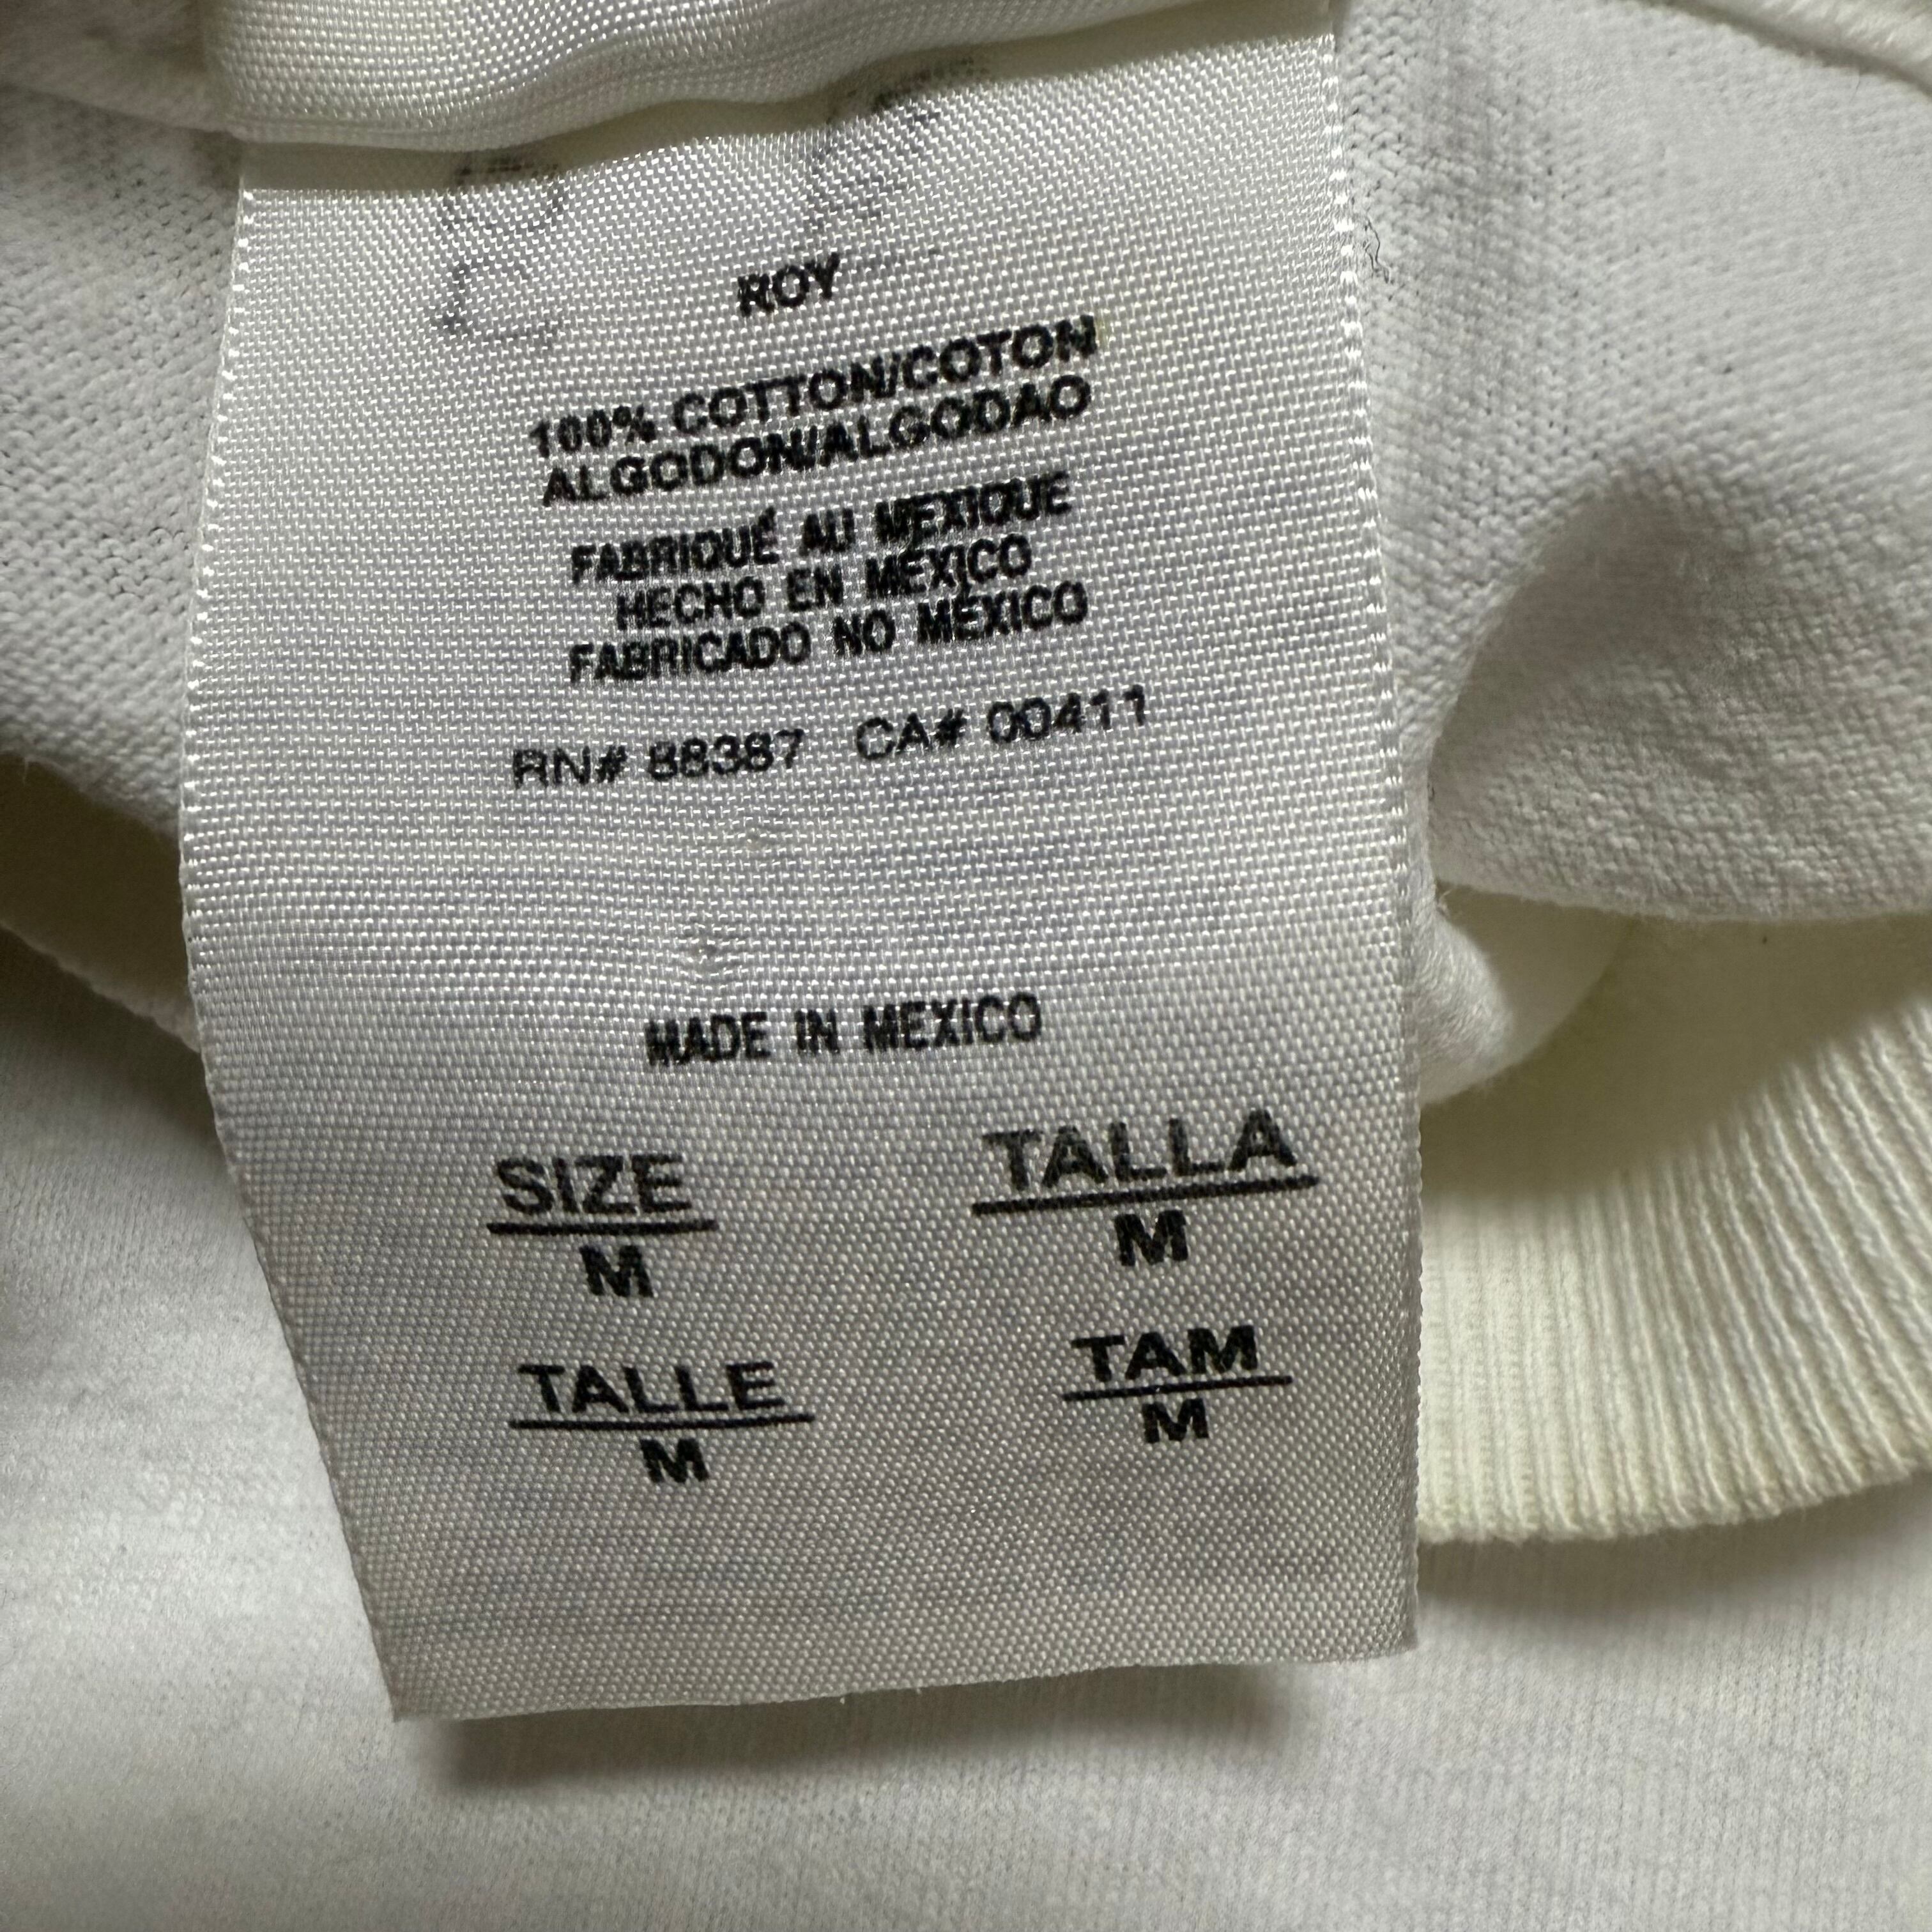 ROY
100% COTTON/COTON
ALGODON/ALGODAO
FABRIQUÉ AU MEXIQUE
HECHO EN MÉXICO
FABRICADO NO MÉXICO
RN# 88387 CA# 00411
MADE IN MEXICO
SIZE TALLA
M M
TALLE TAM
M M